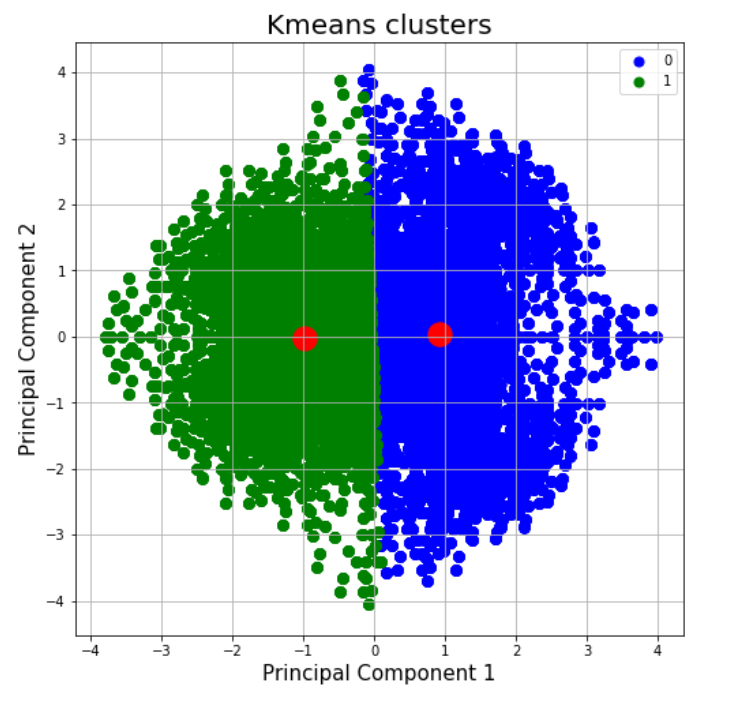 Kmeans clusters
0
1
4
3
2
1
0
−1
−2
−3
−4
Principal Component 2
−4 −3 −2 −1 0 1 2 3 4
Principal Component 1